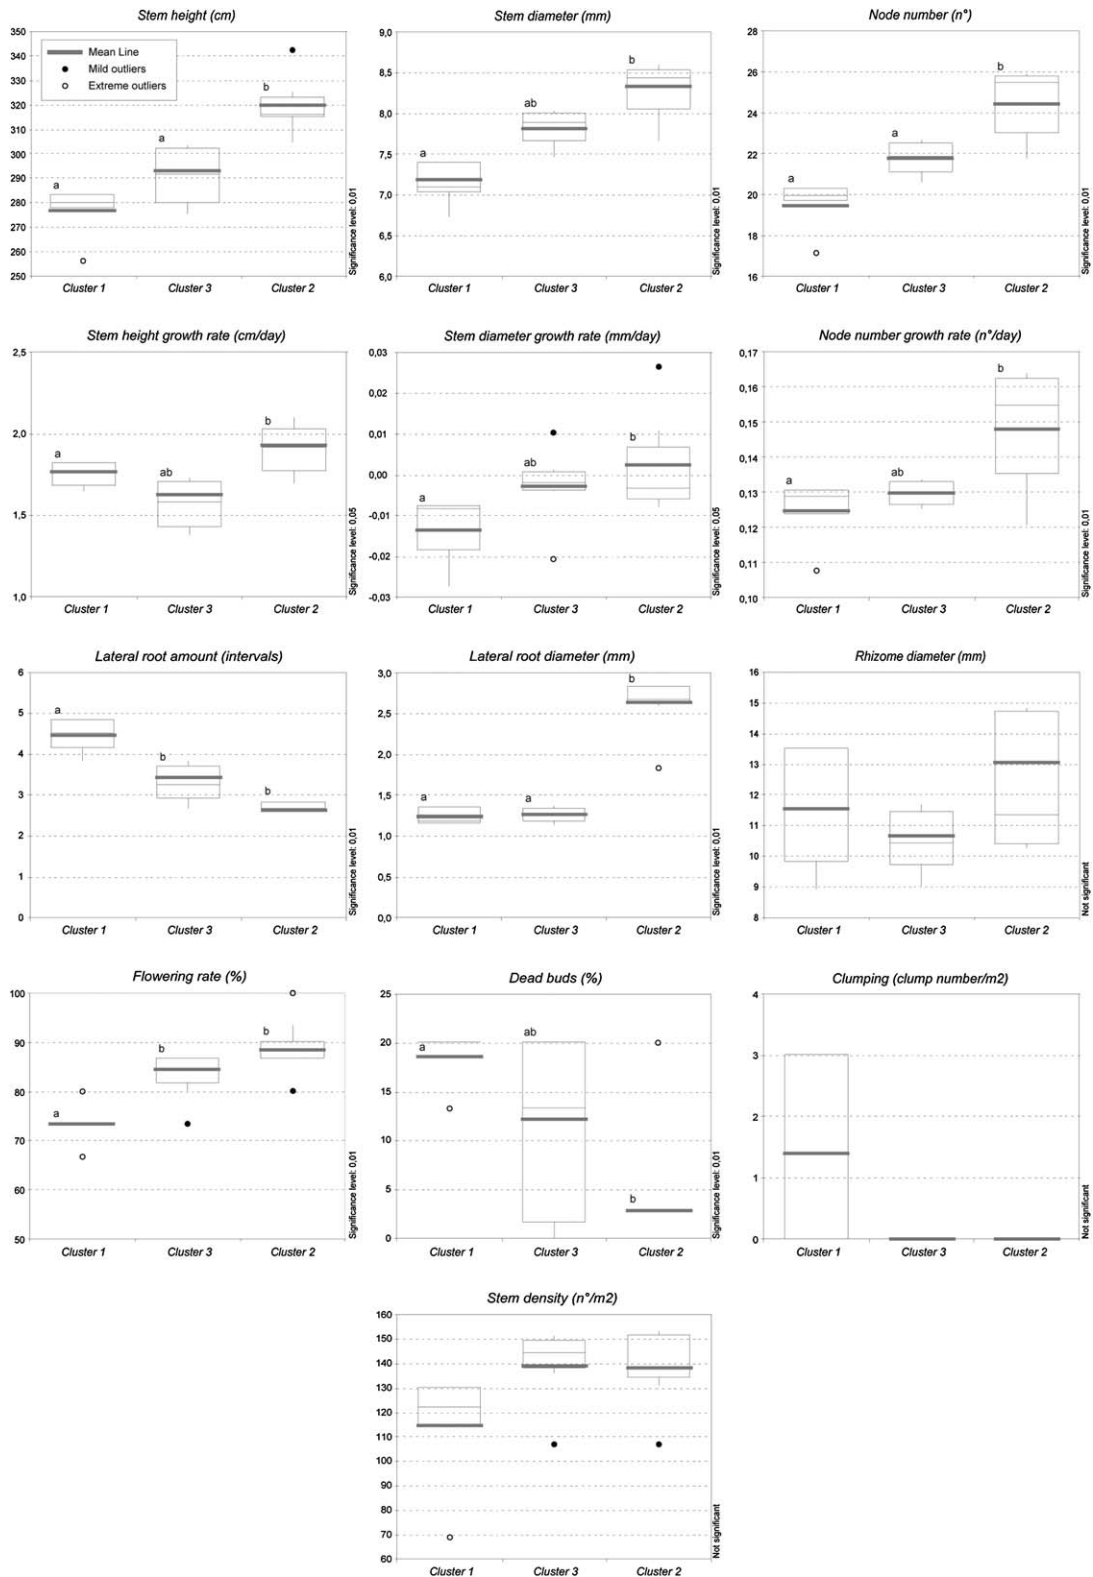 Stem height (cm)
350
340
330
320
310
300
290
280
270
260
250
Mean Line
Mild outliers
Extreme outliers
a
a
b
Cluster 1
Cluster 3
Cluster 2
Significance level: 0,01
Stem diameter (mm)
9,0
8,5
8,0
7,5
7,0
6,5
6,0
a
ab
b
Cluster 1
Cluster 3
Cluster 2
Significance level: 0,01
Node number (n°)
28
26
24
22
20
18
16
a
a
b
Cluster 1
Cluster 3
Cluster 2
Significance level: 0,01
Stem height growth rate (cm/day)
2,5
2,0
1,5
1,0
a
ab
b
Cluster 1
Cluster 3
Cluster 2
Significance level: 0,05
Stem diameter growth rate (mm/day)
0,03
0,02
0,01
0,00
-0,01
-0,02
-0,03
a
ab
b
Cluster 1
Cluster 3
Cluster 2
Significance level: 0,05
Node number growth rate (n°/day)
0,17
0,16
0,15
0,14
0,13
0,12
0,11
0,10
a
ab
b
Cluster 1
Cluster 3
Cluster 2
Significance level: 0,01
Lateral root amount (intervals)
6
5
4
3
2
1
0
a
b
b
Cluster 1
Cluster 3
Cluster 2
Significance level: 0,01
Lateral root diameter (mm)
3,0
2,5
2,0
1,5
1,0
0,5
0,0
a
a
b
Cluster 1
Cluster 3
Cluster 2
Significance level: 0,01
Rhizome diameter (mm)
16
15
14
13
12
11
10
9
8
Cluster 1
Cluster 3
Cluster 2
Not significant
Flowering rate (%)
100
90
80
70
60
50
a
b
b
Cluster 1
Cluster 3
Cluster 2
Significance level: 0,01
Dead buds (%)
25
20
15
10
5
0
a
ab
b
Cluster 1
Cluster 3
Cluster 2
Significance level: 0,01
Clumping (clump number/m2)
4
3
2
1
0
Cluster 1
Cluster 3
Cluster 2
Not significant
Stem density (n°/m2)
160
150
140
130
120
110
100
90
80
70
60
Cluster 1
Cluster 3
Cluster 2
Not significant